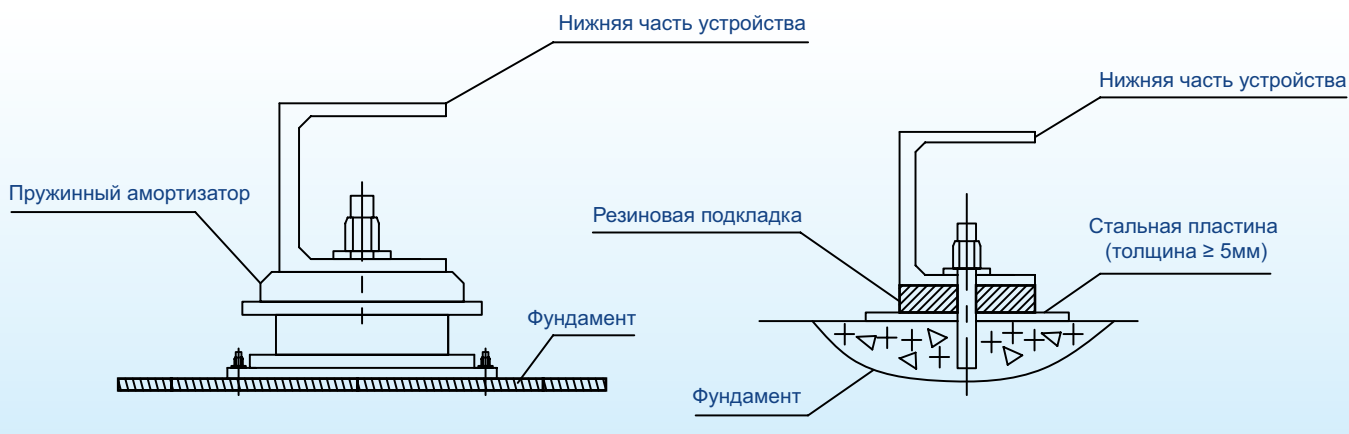 Нижняя часть устройства
Пружинный амортизатор
Фундамент
Нижняя часть устройства
Резиновая подкладка
Стальная пластина
(толщина ≥ 5мм)
Фундамент